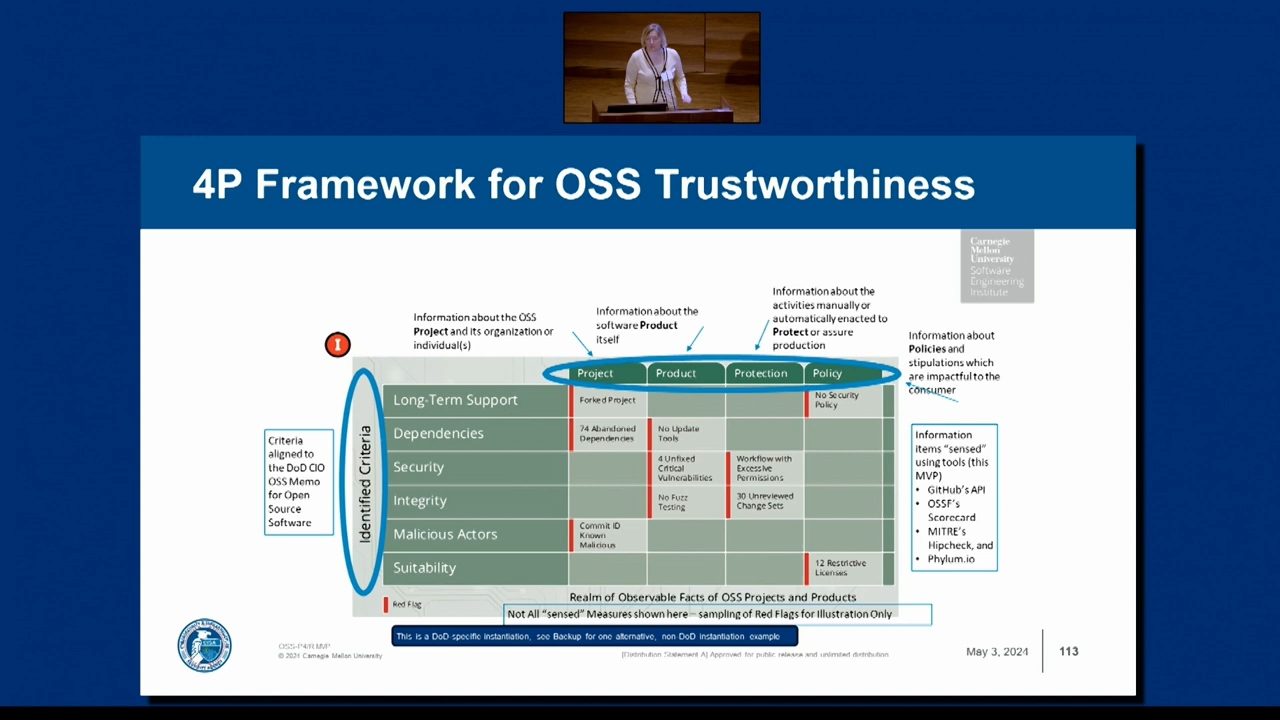 4P Framework for OSS Trustworthiness
Carnegie
Mellon
University
Software
Engineering
Institute
Information about the OSS
Project and its organization or
individual(s)
Information about the
software Product
itself
Information about the
activities manually or
automatically enacted to
Protect or assure
production
Information about
Policies and
stipulations which
are impactful to the
consumer
I
Project
Product
Protection
Policy
Criteria
aligned to
the DoD CIO
OSS Memo
for Open
Source
Software
Identified Criteria
Long-Term Support
Forked Project
No Security
Policy
Dependencies
74 Abandoned
Dependencies
No Update
Tools
Security
4 Unfixed
Critical
Vulnerabilities
Workflow with
Excessive
Permissions
Integrity
No Fuzz
Testing
30 Unreviewed
Change Sets
Malicious Actors
Commit ID
Known
Malicious
Suitability
12 Restrictive
Licenses
Information
items "sensed"
using tools (this
MVP)
• GitHub's API
• OSSF's
Scorecard
• MITRE's
Hipcheck, and
• Phylum.io
Red Flag
Realm of Observable Facts of OSS Projects and Products
Not All "sensed" Measures shown here – sampling of Red Flags for Illustration Only
This is a DoD specific instantiation, see Backup for one alternative, non DoD instantiation example
© 2024 Carnegie Mellon University
[Distribution Statement A] Approved for public release and unlimited distribution.
May 3, 2024
113